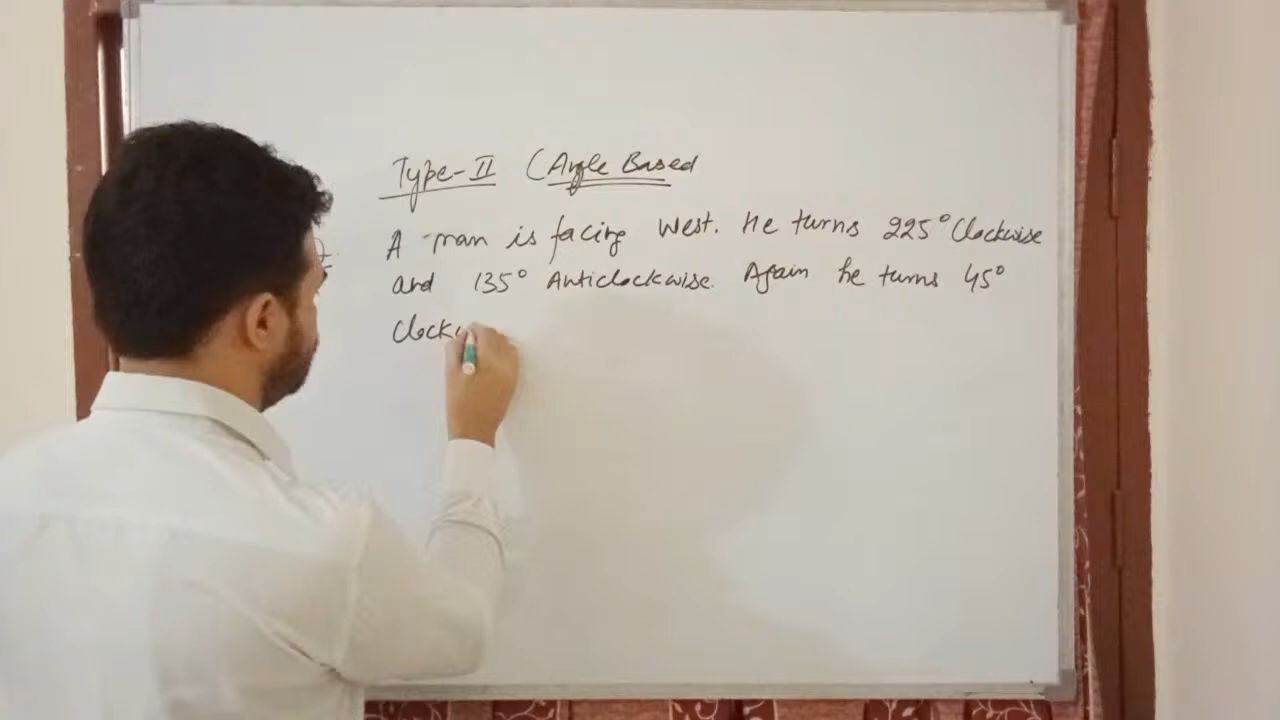 Type-II (Angle Based
A man is facing West. He turns 225° Clockwise
and 135° Anticlockwise. Again he turns 45°
Clock